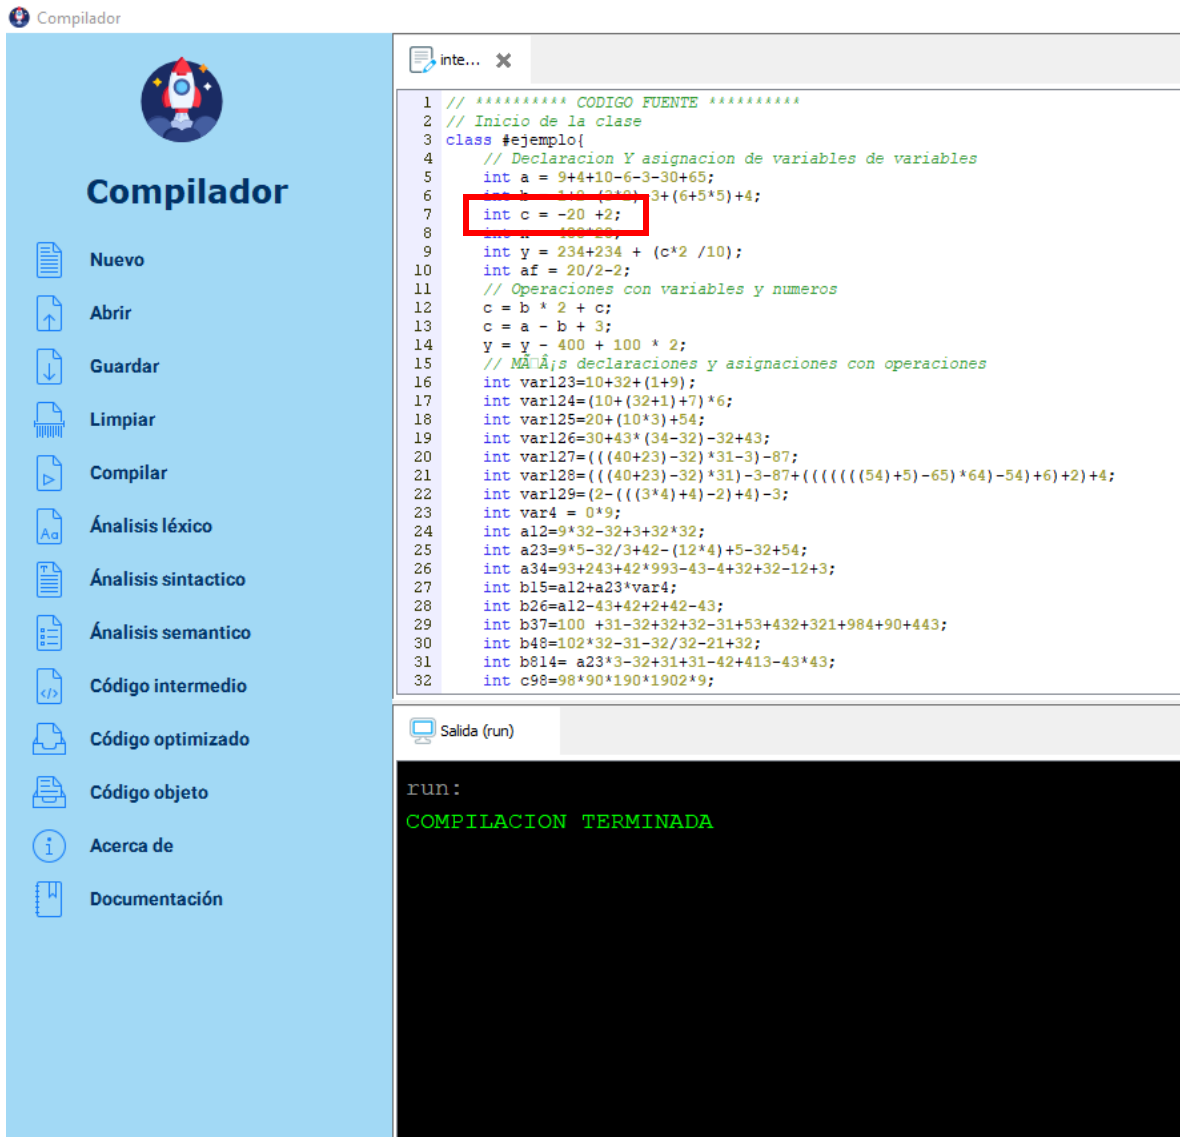 Compilador
Compilador
Nuevo
Abrir
Guardar
Limpiar
Compilar
Ánalisis léxico
Ánalisis sintactico
Ánalisis semantico
Código intermedio
Código optimizado
Código objeto
Acerca de
Documentación
inte...
1 // ********** CODIGO FUENTE **********
2 // Inicio de la clase
3 class #ejemplo{
4 // Declaracion Y asignacion de variables de variables
5 int a = 9+4+10-6-3-30+65;
6 3+(6+5*5)+4;
7 int c = -20 +2;
8
9 int y = 234+234 + (c*2 /10);
10 int af = 20/2-2;
11 // Operaciones con variables y numeros
12 c = b * 2 + c;
13 c = a - b + 3;
14 y = y - 400 + 100 * 2;
15 // MÃ□Â¡s declaraciones y asignaciones con operaciones
16 int var123=10+32+(1+9);
17 int var124=(10+(32+1)+7)*6;
18 int var125=20+(10*3)+54;
19 int var126=30+43*(34-32)-32+43;
20 int var127=(((40+23)-32)*31-3)-87;
21 int var128=(((40+23)-32)*31)-3-87+(((((((54)+5)-65)*64)-54)+6)+2)+4;
22 int var129=(2-(((3*4)+4)-2)+4)-3;
23 int var4 = 0*9;
24 int a12=9*32-32+3+32*32;
25 int a23=9*5-32/3+42-(12*4)+5-32+54;
26 int a34=93+243+42*993-43-4+32+32-12+3;
27 int b15=a12+a23*var4;
28 int b26=a12-43+42+2+42-43;
29 int b37=100 +31-32+32+32-31+53+432+321+984+90+443;
30 int b48=102*32-31-32/32-21+32;
31 int b814= a23*3-32+31+31-42+413-43*43;
32 int c98=98*90*190*1902*9;
Salida (run)
run:
COMPILACION TERMINADA